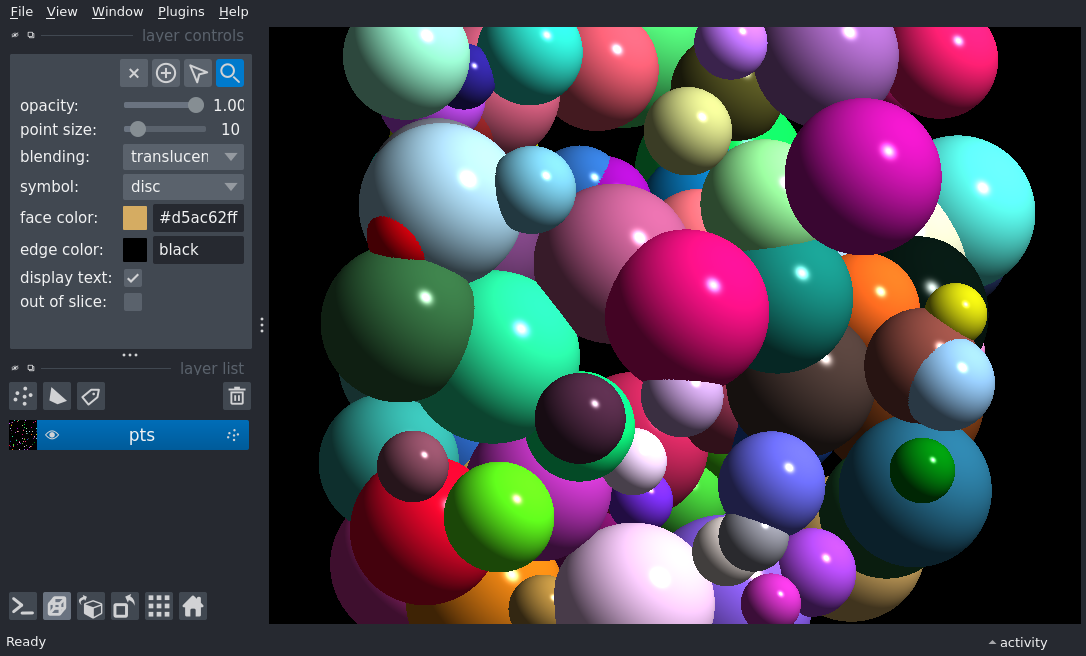 File View Window Plugins Help
layer controls
opacity: 1.00
point size: 10
blending: translucen
symbol: disc
face color: #d5ac62ff
edge color: black
display text:
out of slice:
layer list
pts
Ready
activity